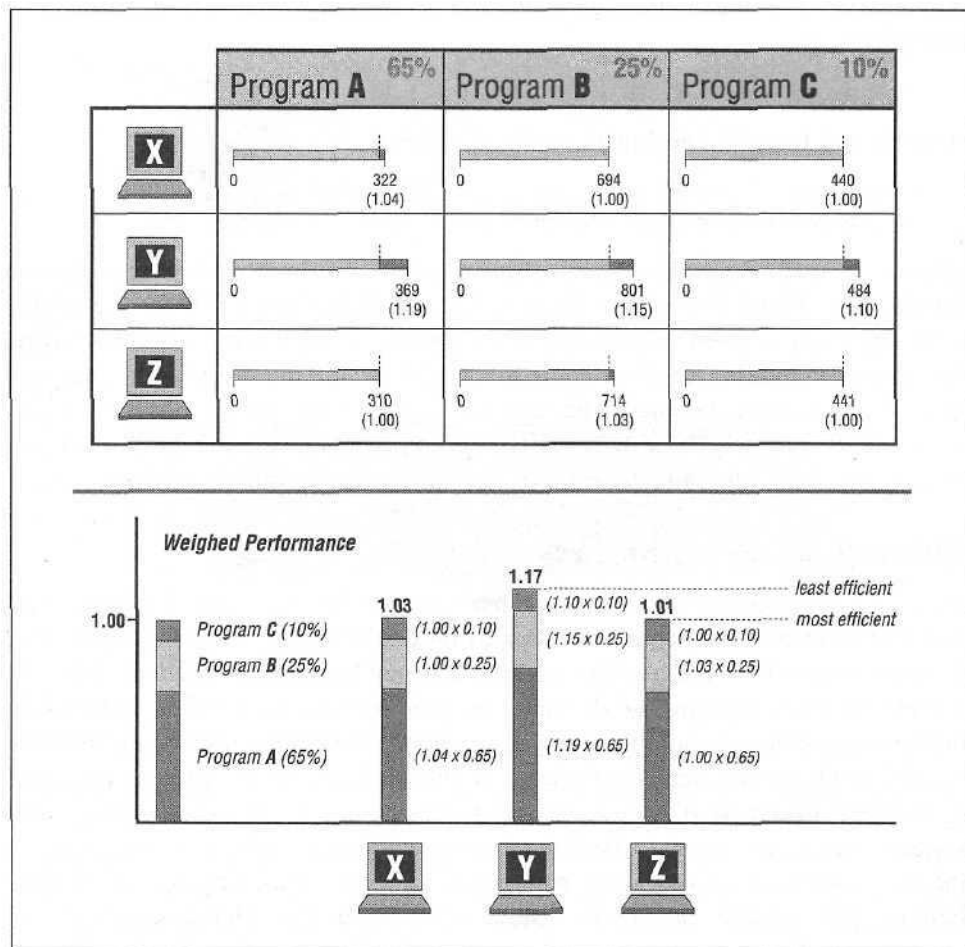 Program A 65% Program B 25% Program C 10%
X
0 322 0 694 0 440
(1.04) (1.00) (1.00)
Y
0 369 0 801 0 484
(1.19) (1.15) (1.10)
Z
0 310 0 714 0 441
(1.00) (1.03) (1.00)
Weighed Performance
1.17 least efficient
1.03 (1.10 x 0.10) 1.01 most efficient
1.00 Program C (10%) (1.00 x 0.10) (1.00 x 0.10)
(1.15 x 0.25)
Program B (25%) (1.00 x 0.25) (1.03 x 0.25)
(1.19 x 0.65)
Program A (65%) (1.04 x 0.65) (1.00 x 0.65)
X Y Z